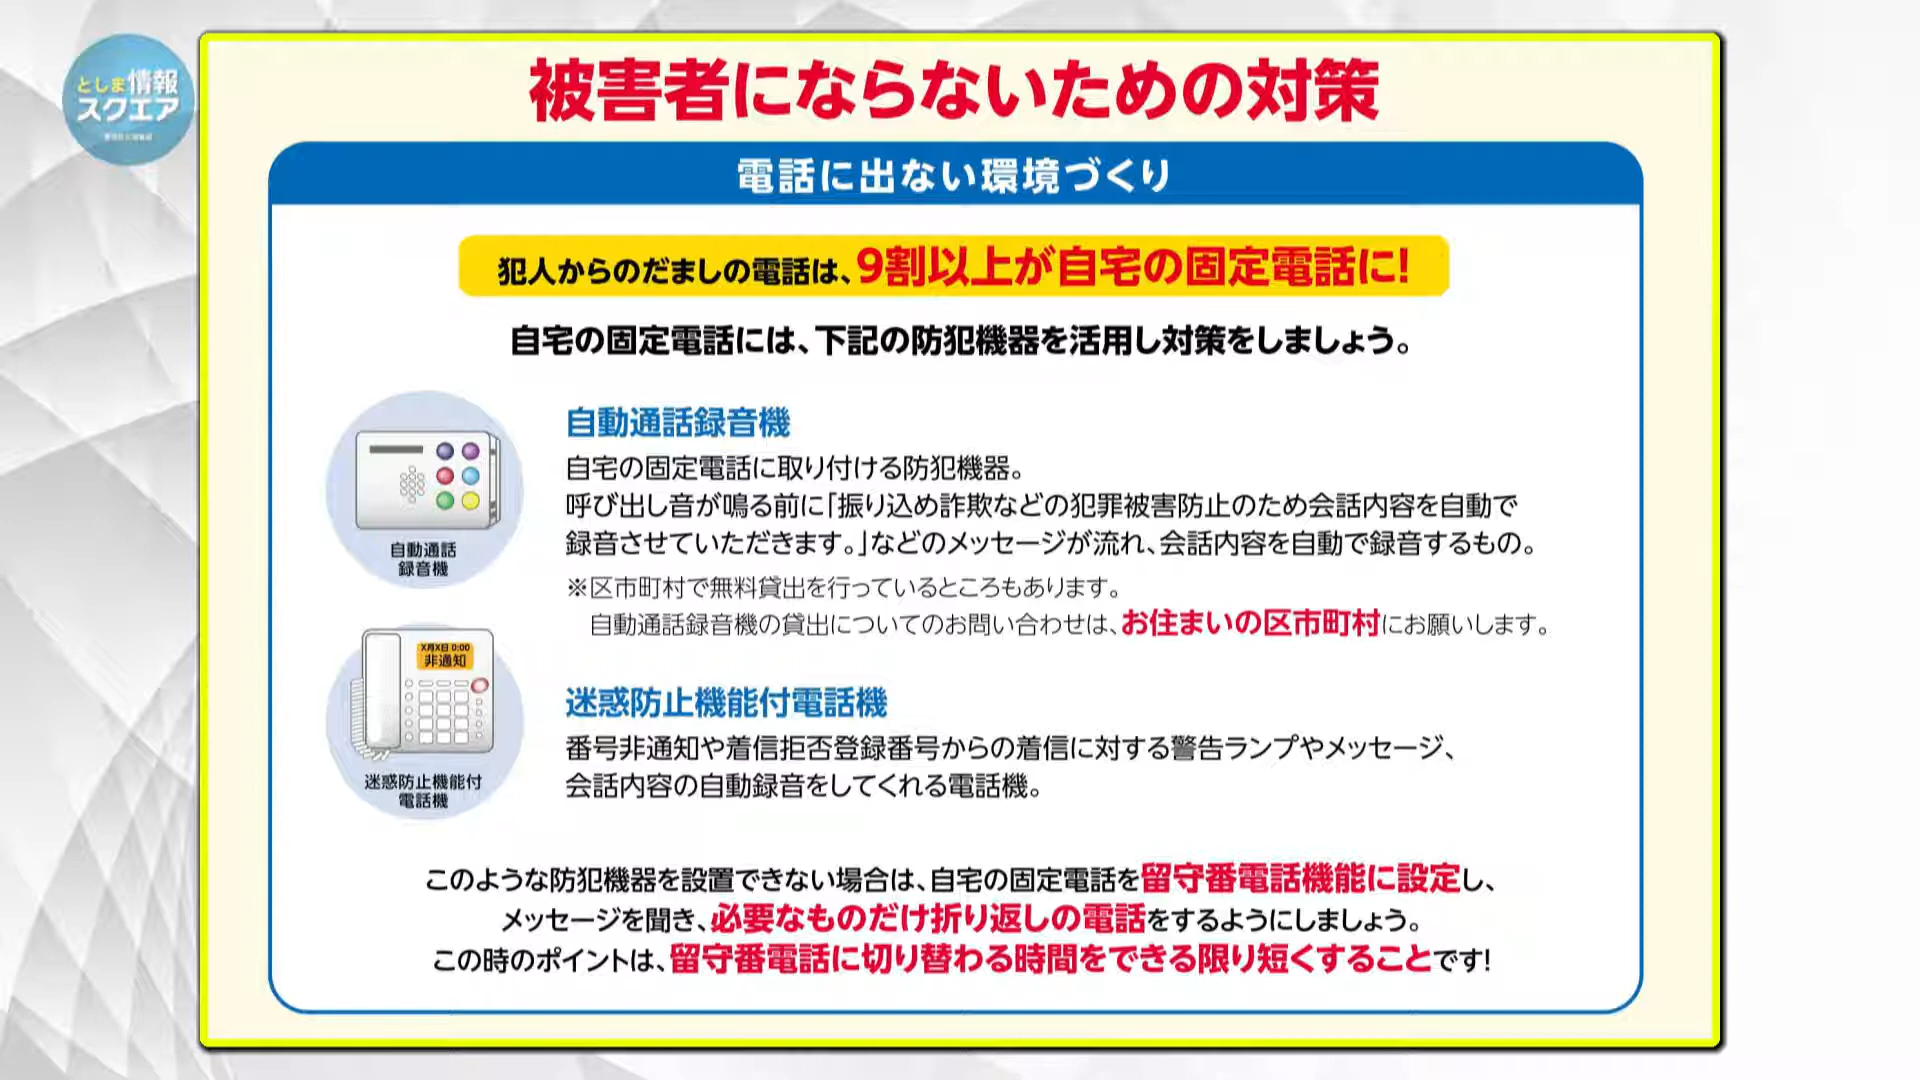 としま情報
スクエア
被害者にならないための対策
電話に出ない環境づくり
犯人からのだましの電話は、9割以上が自宅の固定電話に!
自宅の固定電話には、下記の防犯機器を活用し対策をしましょう。
自動通話録音機
自宅の固定電話に取り付ける防犯機器。
呼び出し音が鳴る前に「振り込め詐欺などの犯罪被害防止のため会話内容を自動で
録音させていただきます。」などのメッセージが流れ、会話内容を自動で録音するもの。
自動通話
録音機
※区市町村で無料貸出を行っているところもあります。
自動通話録音機の貸出についてのお問い合わせは、お住まいの区市町村にお願いします。
X月X日 0:00
非通知
迷惑防止機能付電話機
番号非通知や着信拒否登録番号からの着信に対する警告ランプやメッセージ、
会話内容の自動録音をしてくれる電話機。
迷惑防止機能付
電話機
このような防犯機器を設置できない場合は、自宅の固定電話を留守番電話機能に設定し、
メッセージを聞き、必要なものだけ折り返しの電話をするようにしましょう。
この時のポイントは、留守番電話に切り替わる時間をできる限り短くすることです!